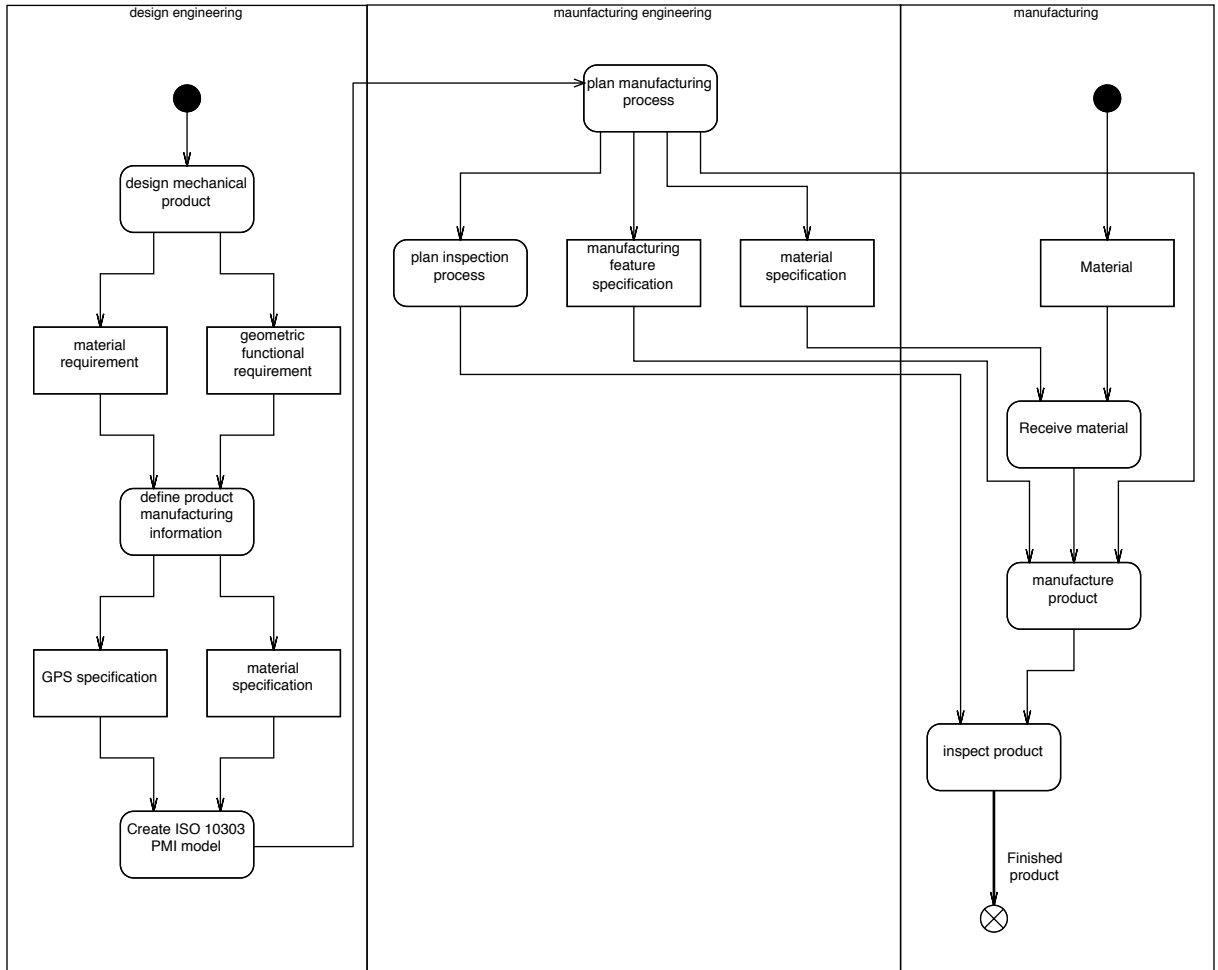 design engineering
maunfacturing engineering
manufacturing
design mechanical
product
material
requirement
geometric
functional
requirement
define product
manufacturing
information
GPS specification
material
specification
Create ISO 10303
PMI model
plan manufacturing
process
plan inspection
process
manufacturing
feature
specification
material
specification
Material
Receive material
manufacture
product
inspect product
Finished
product